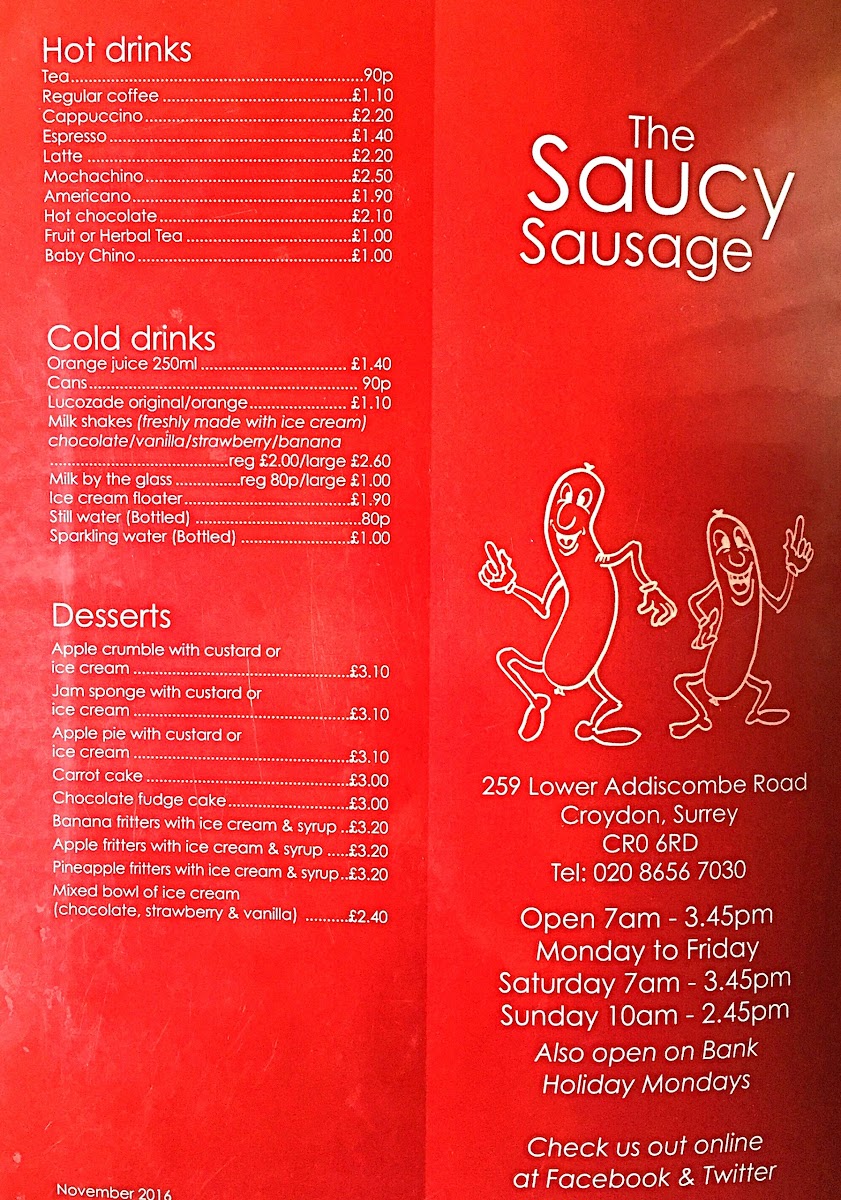 Hot drinks
Tea..........90p
Regular coffee..........£1.10
Cappuccino..........£2.20
Espresso..........£1.40
Latte..........£2.20
Mochachino..........£2.50
Americano..........£1.90
Hot chocolate..........£2.10
Fruit or Herbal Tea..........£1.00
Baby Chino..........£1.00
Cold drinks
Orange juice 250ml..........£1.40
Cans..........90p
Lucozade original/orange..........£1.10
Milk shakes (freshly made with ice cream)
chocolate/vanilla/strawberry/banana
..........reg £2.00/large £2.60
Milk by the glass..........reg 80p/large £1.00
Ice cream floater..........£1.90
Still water (Bottled)..........80p
Sparkling water (Bottled)..........£1.00
Desserts
Apple crumble with custard or
ice cream..........£3.10
Jam sponge with custard or
ice cream..........£3.10
Apple pie with custard or
ice cream..........£3.10
Carrot cake..........£3.00
Chocolate fudge cake..........£3.00
Banana fritters with ice cream & syrup..£3.20
Apple fritters with ice cream & syrup.....£3.20
Pineapple fritters with ice cream & syrup..£3.20
Mixed bowl of ice cream
(chocolate, strawberry & vanilla)..........£2.40
November 2016
The
Saucy
Sausage
259 Lower Addiscombe Road
Croydon, Surrey
CR0 6RD
Tel: 020 8656 7030
Open 7am - 3.45pm
Monday to Friday
Saturday 7am - 3.45pm
Sunday 10am - 2.45pm
Also open on Bank
Holiday Mondays
Check us out online
at Facebook & Twitter